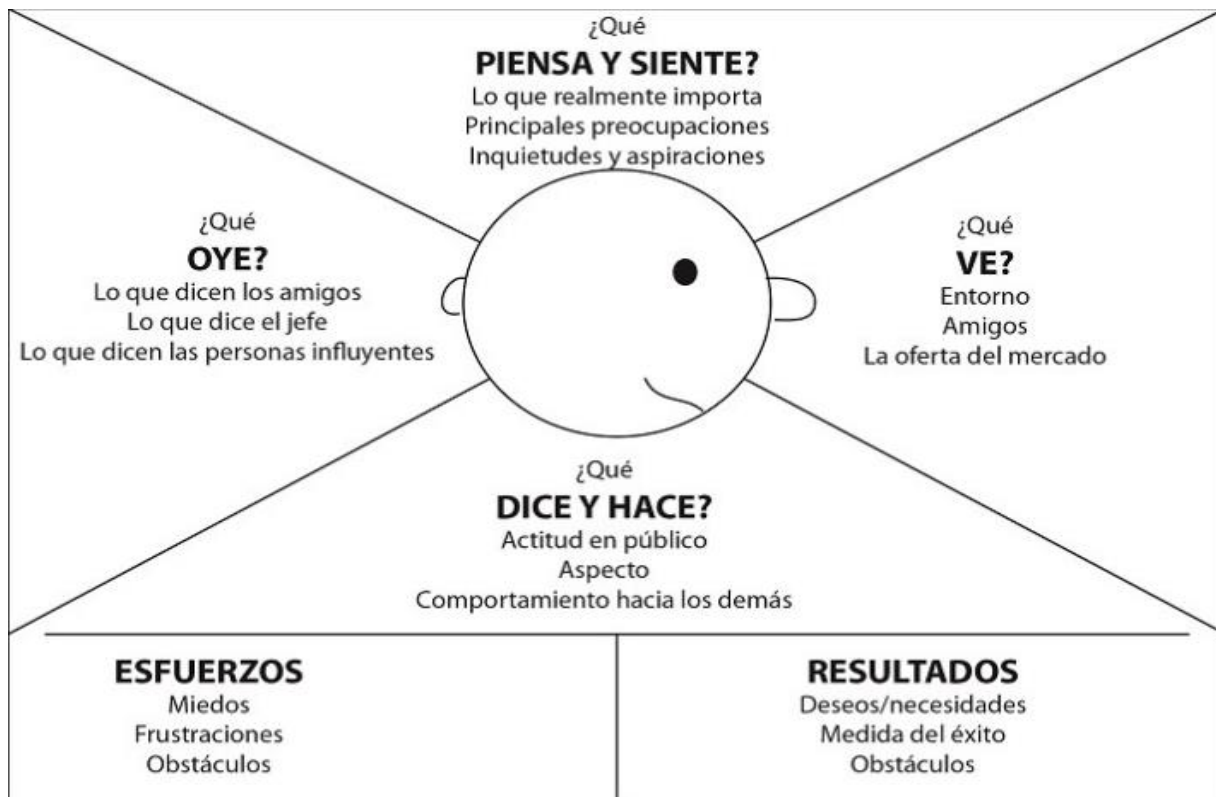 ¿Qué
PIENSA Y SIENTE?
Lo que realmente importa
Principales preocupaciones
Inquietudes y aspiraciones
¿Qué
OYE?
Lo que dicen los amigos
Lo que dice el jefe
Lo que dicen las personas influyentes
¿Qué
VE?
Entorno
Amigos
La oferta del mercado
¿Qué
DICE Y HACE?
Actitud en público
Aspecto
Comportamiento hacia los demás
ESFUERZOS
Miedos
Frustraciones
Obstáculos
RESULTADOS
Deseos/necesidades
Medida del éxito
Obstáculos